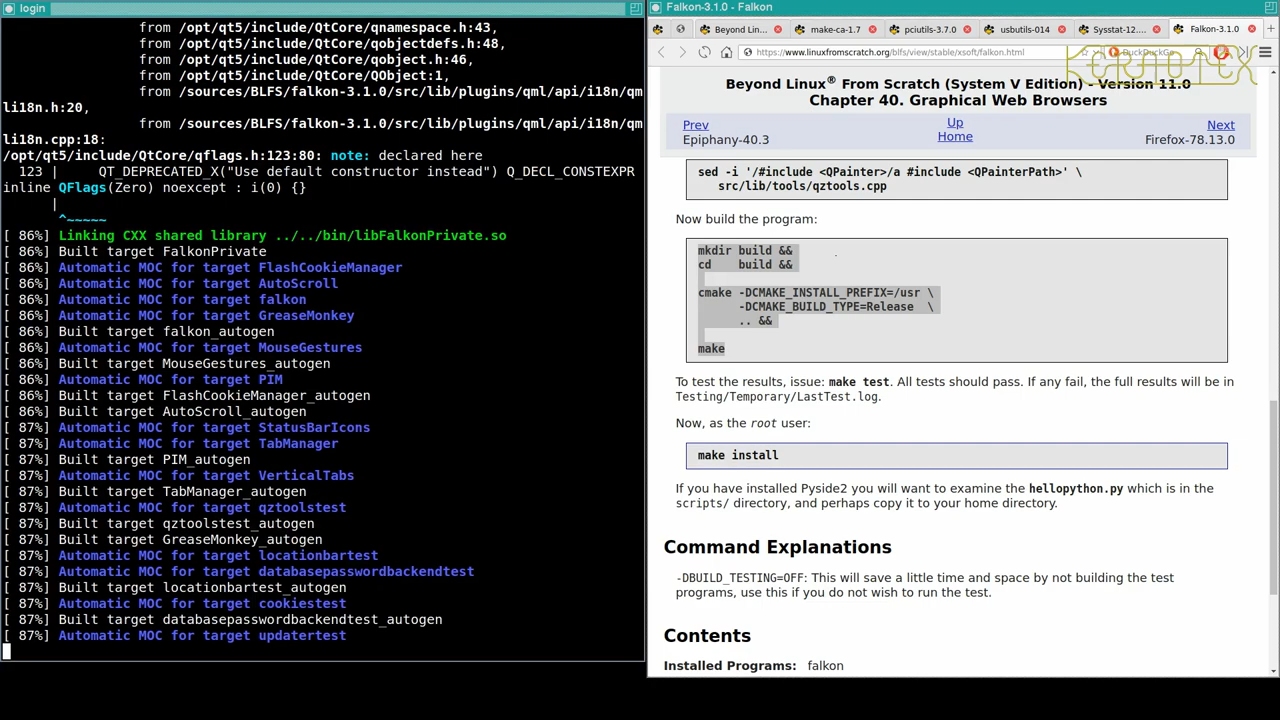 login
from /opt/qt5/include/QtCore/qnamespace.h:43,
from /opt/qt5/include/QtCore/qobjectdefs.h:48,
from /opt/qt5/include/QtCore/qobject.h:46,
from /opt/qt5/include/QtCore/QObject:1,
from /sources/BLFS/falkon-3.1.0/src/lib/plugins/qml/api/i18n/qm
li18n.h:20,
from /sources/BLFS/falkon-3.1.0/src/lib/plugins/qml/api/i18n/qm
li18n.cpp:18:
/opt/qt5/include/QtCore/qflags.h:123:80: note: declared here
123 |     QT_DEPRECATED_X("Use default constructor instead") Q_DECL_CONSTEXPR
inline QFlags(Zero) noexcept : i(0) {}
|
^~~~~~
[ 86%] Linking CXX shared library ../../bin/libFalkonPrivate.so
[ 86%] Built target FalkonPrivate
[ 86%] Automatic MOC for target FlashCookieManager
[ 86%] Automatic MOC for target AutoScroll
[ 86%] Automatic MOC for target falkon
[ 86%] Automatic MOC for target GreaseMonkey
[ 86%] Built target falkon_autogen
[ 86%] Automatic MOC for target MouseGestures
[ 86%] Built target MouseGestures_autogen
[ 86%] Automatic MOC for target PIM
[ 86%] Built target FlashCookieManager_autogen
[ 86%] Built target AutoScroll_autogen
[ 87%] Automatic MOC for target StatusBarIcons
[ 87%] Automatic MOC for target TabManager
[ 87%] Built target PIM_autogen
[ 87%] Automatic MOC for target VerticalTabs
[ 87%] Built target TabManager_autogen
[ 87%] Automatic MOC for target qztoolstest
[ 87%] Built target qztoolstest_autogen
[ 87%] Built target GreaseMonkey_autogen
[ 87%] Automatic MOC for target locationbartest
[ 87%] Automatic MOC for target databasepasswordbackendtest
[ 87%] Built target locationbartest_autogen
[ 87%] Automatic MOC for target cookiestest
[ 87%] Built target databasepasswordbackendtest_autogen
[ 87%] Automatic MOC for target updatertest
Falkon-3.1.0 - Falkon
Beyond Lin... make-ca-1.7 pciutils-3.7.0 usbutils-014 Sysstat-12.... Falkon-3.1.0
https://www.linuxfromscratch.org/blfs/view/stable/xsoft/falkon.html DuckDuckGo
KERNOTEX
Beyond Linux® From Scratch (System V Edition) - Version 11.0
Chapter 40. Graphical Web Browsers
Prev Up Next
Epiphany-40.3 Home Firefox-78.13.0
sed -i '/#include <QPainter>/a #include <QPainterPath>' \
src/lib/tools/qztools.cpp
Now build the program:
mkdir build &&
cd    build &&
cmake -DCMAKE_INSTALL_PREFIX=/usr \
-DCMAKE_BUILD_TYPE=Release  \
.. &&
make
To test the results, issue: make test. All tests should pass. If any fail, the full results will be in
Testing/Temporary/LastTest.log.
Now, as the root user:
make install
If you have installed Pyside2 you will want to examine the hellopython.py which is in the
scripts/ directory, and perhaps copy it to your home directory.
Command Explanations
-DBUILD_TESTING=OFF: This will save a little time and space by not building the test
programs, use this if you do not wish to run the test.
Contents
Installed Programs: falkon